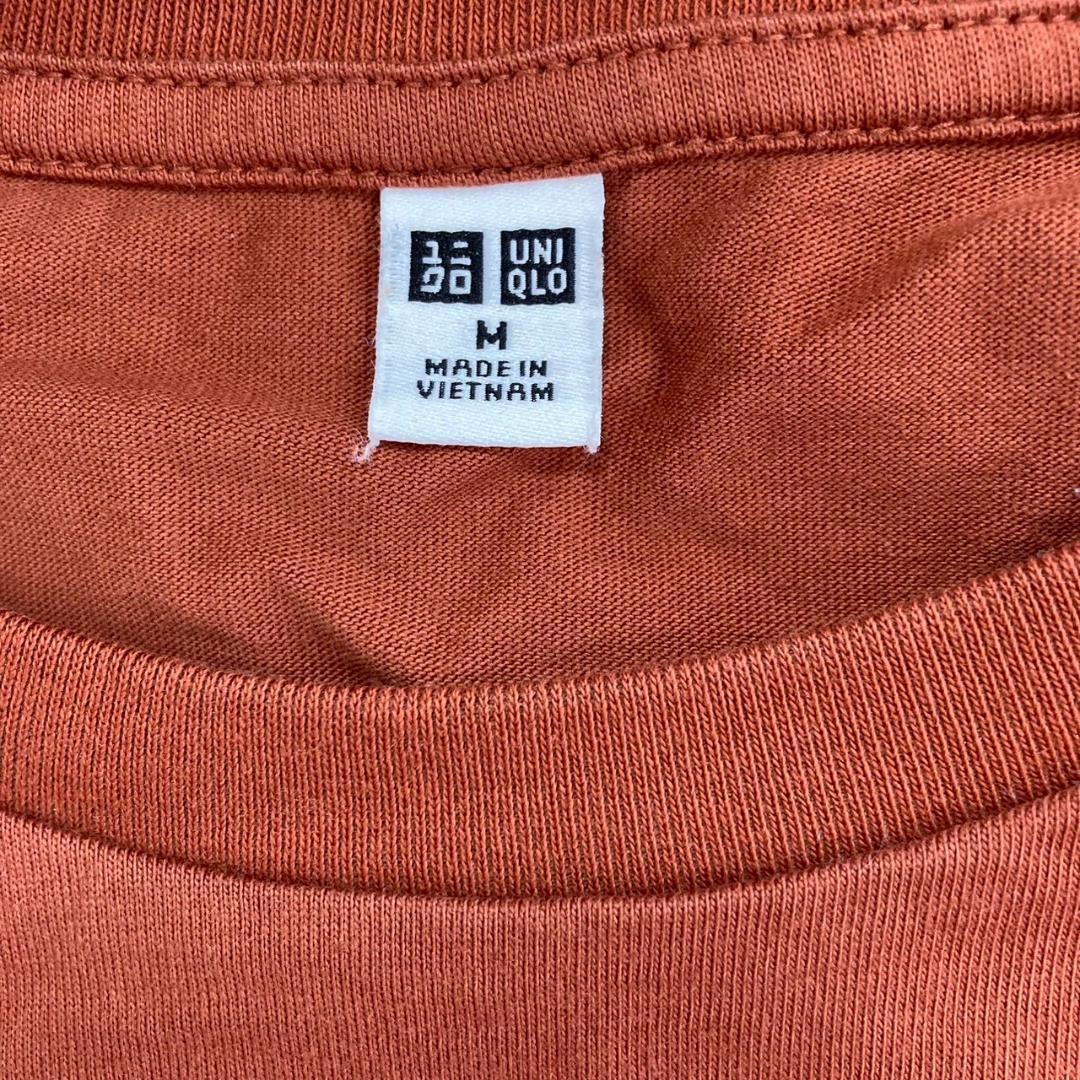 ユニ UNI
クロ QLO
M
MADE IN
VIETNAM